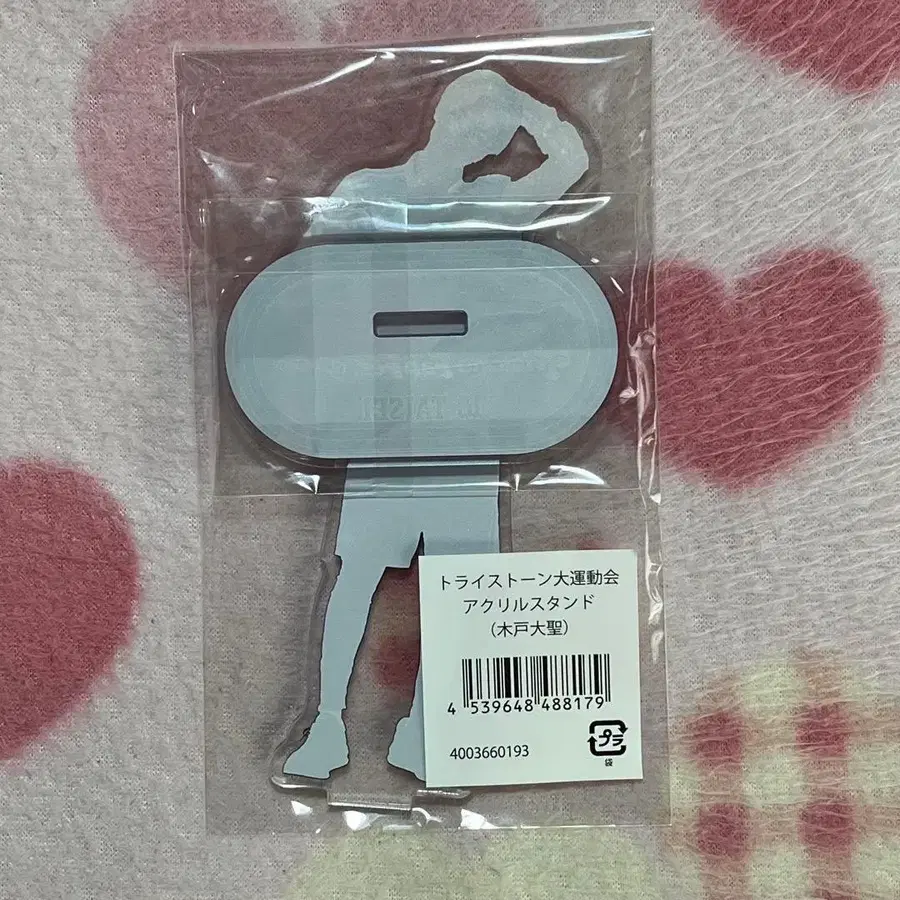 TAISEI
トライストーン大運動会
アクリルスタンド
（木戸大聖）
4 539648 488179
4003660193
プラ
袋